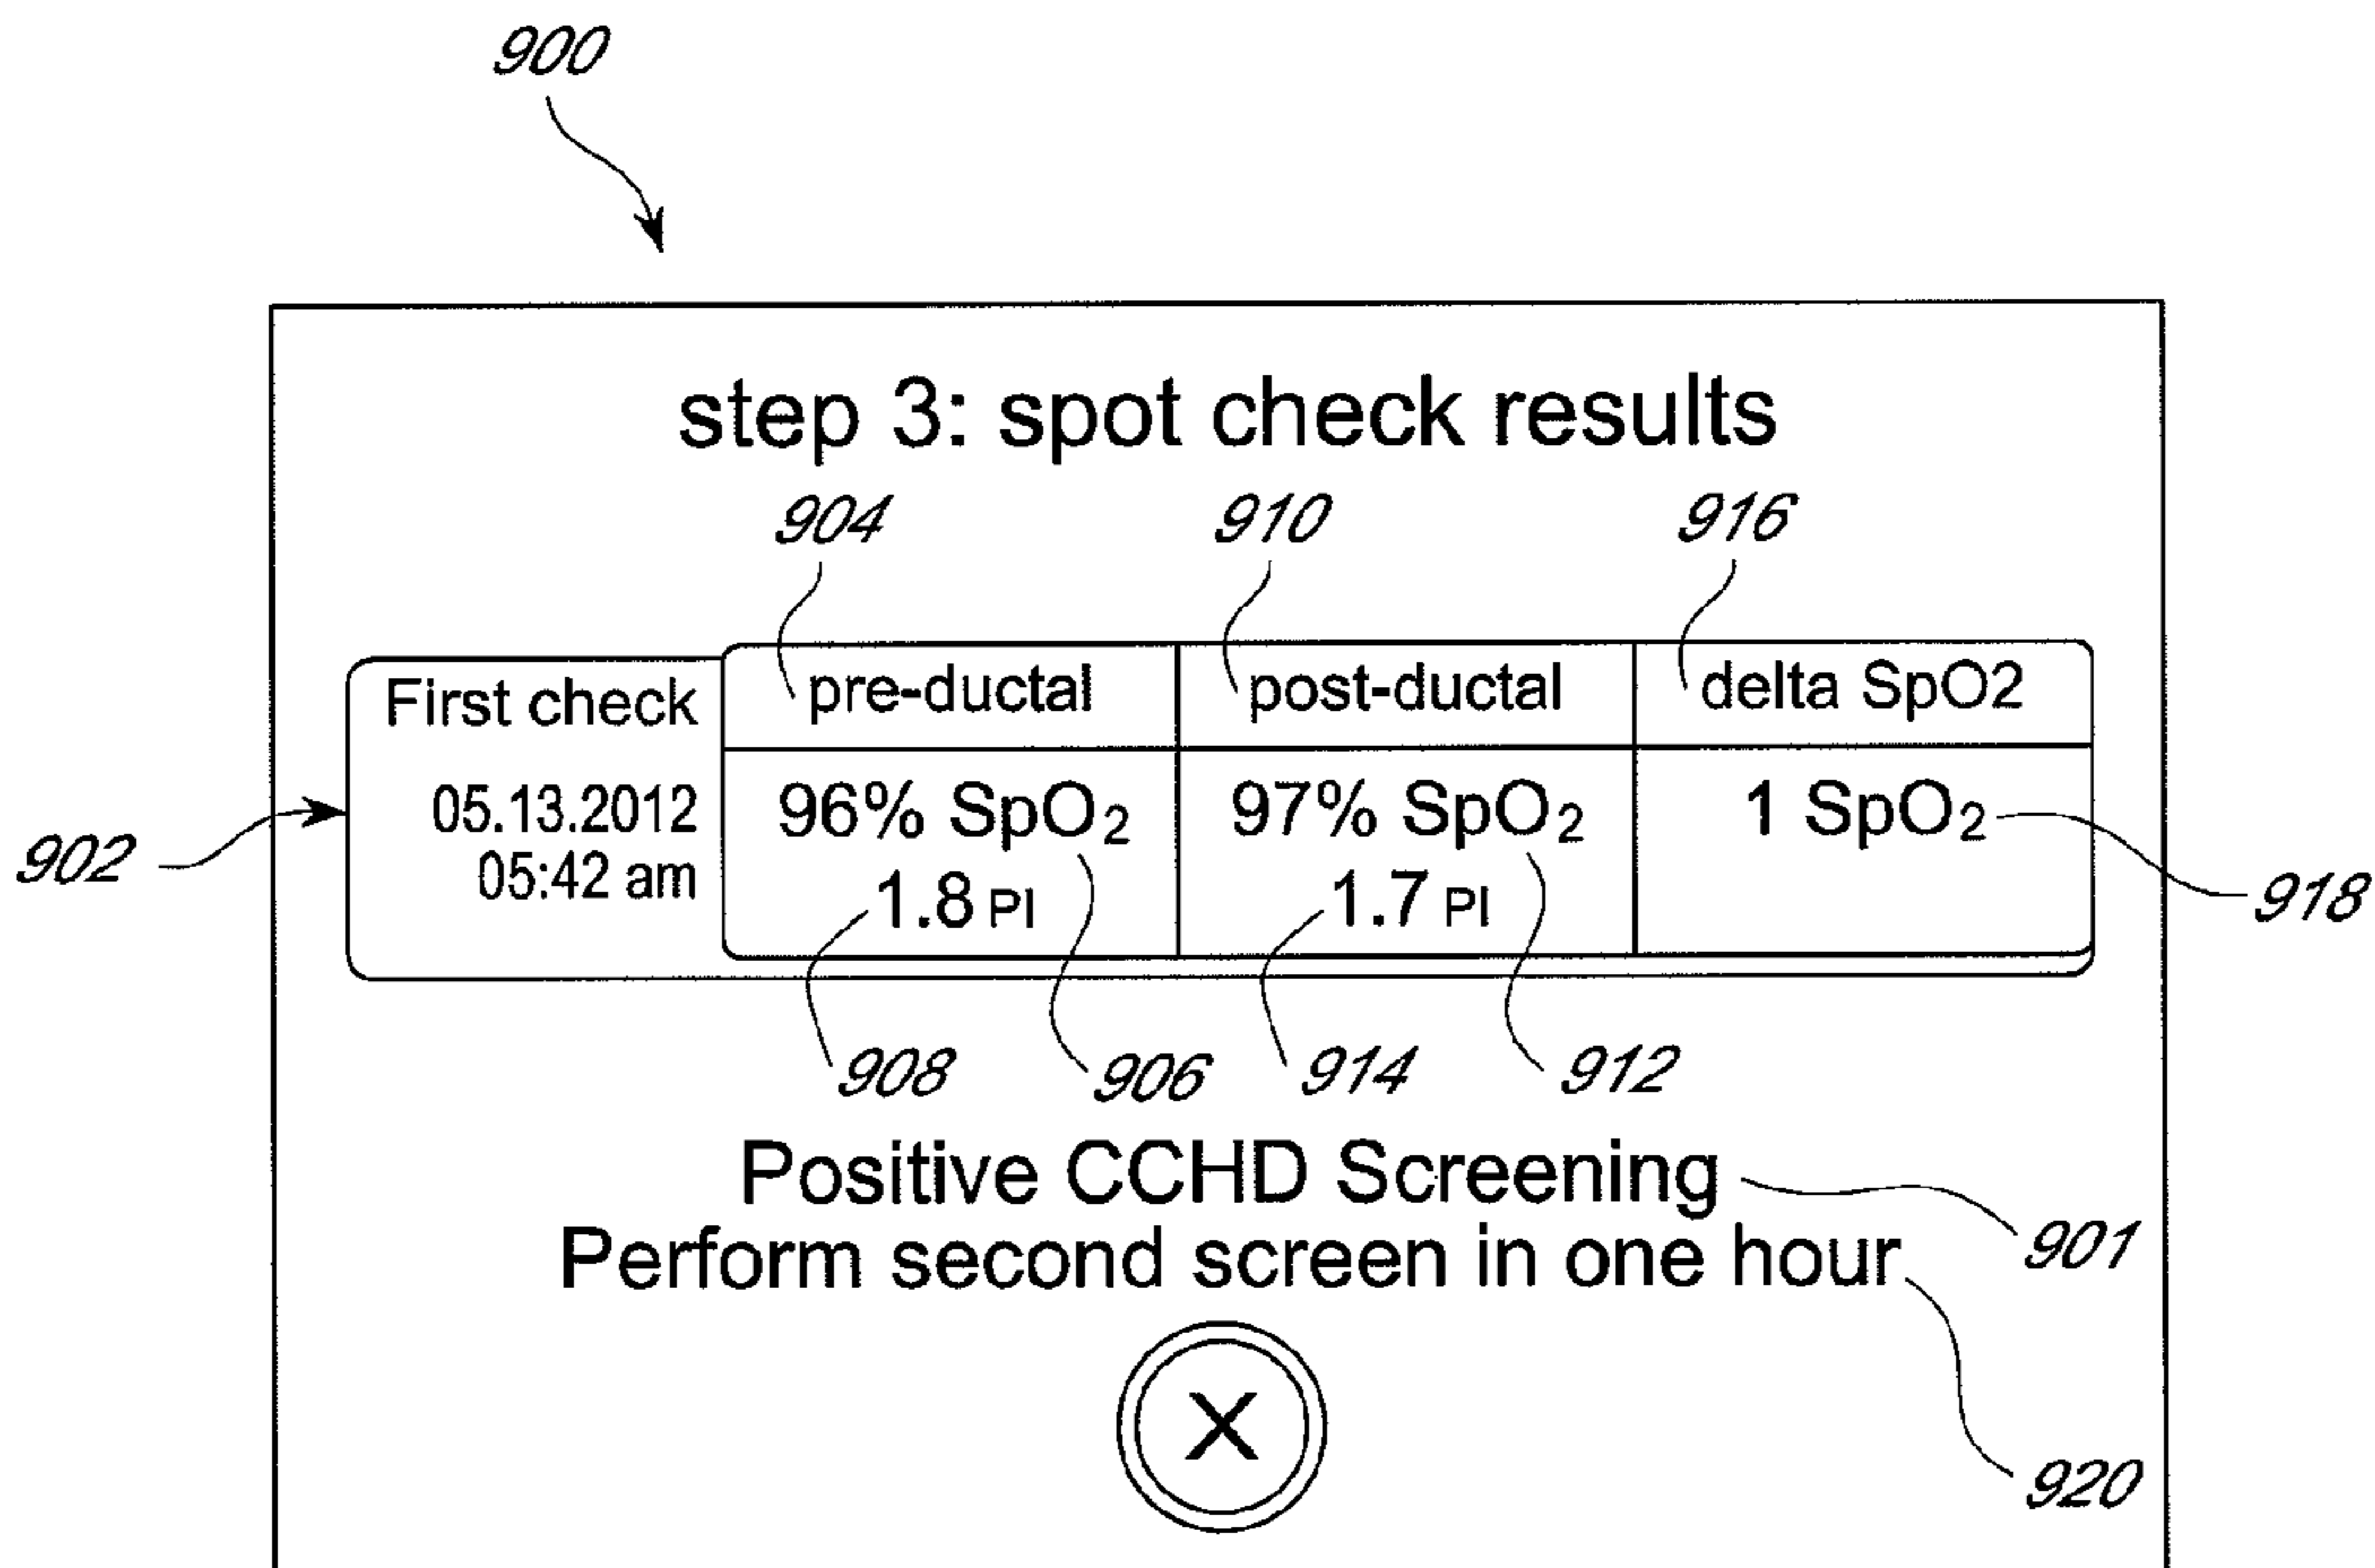 900
step 3: spot check results
904 910 916
First check pre-ductal post-ductal delta SpO2
05.13.2012 96% SpO₂ 97% SpO₂ 1 SpO₂
05:42 am 1.8 PI 1.7 PI
902 918
908 906 914 912
Positive CCHD Screening
901
Perform second screen in one hour
X
920